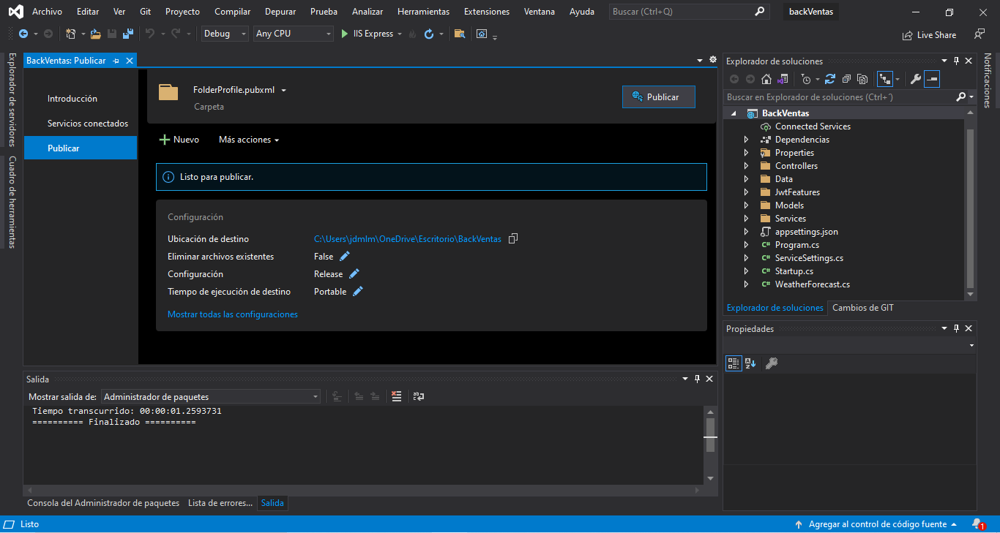 Archivo Editar Ver Git Proyecto Compilar Depurar Prueba Analizar Herramientas Extensiones Ventana Ayuda Buscar (Ctrl+Q) backVentas
Debug Any CPU IIS Express Live Share
Explorador de servidores
Cuadro de herramientas
BackVentas: Publicar
Introducción
Servicios conectados
Publicar
FolderProfile.pubxml
Carpeta
Publicar
Nuevo Más acciones
Listo para publicar.
Configuración
Ubicación de destino C:\Users\jdmlm\OneDrive\Escritorio\BackVentas
Eliminar archivos existentes False
Configuración Release
Tiempo de ejecución de destino Portable
Mostrar todas las configuraciones
Salida
Mostrar salida de: Administrador de paquetes
Tiempo transcurrido: 00:00:01.2593731
========== Finalizado ==========
Consola del Administrador de paquetes Lista de errores... Salida
Explorador de soluciones
Buscar en Explorador de soluciones (Ctrl+´)
BackVentas
Connected Services
Dependencias
Properties
Controllers
Data
JwtFeatures
Models
Services
appsettings.json
C# Program.cs
C# ServiceSettings.cs
C# Startup.cs
C# WeatherForecast.cs
Explorador de soluciones Cambios de GIT
Propiedades
Notificaciones
Listo Agregar al control de código fuente 1